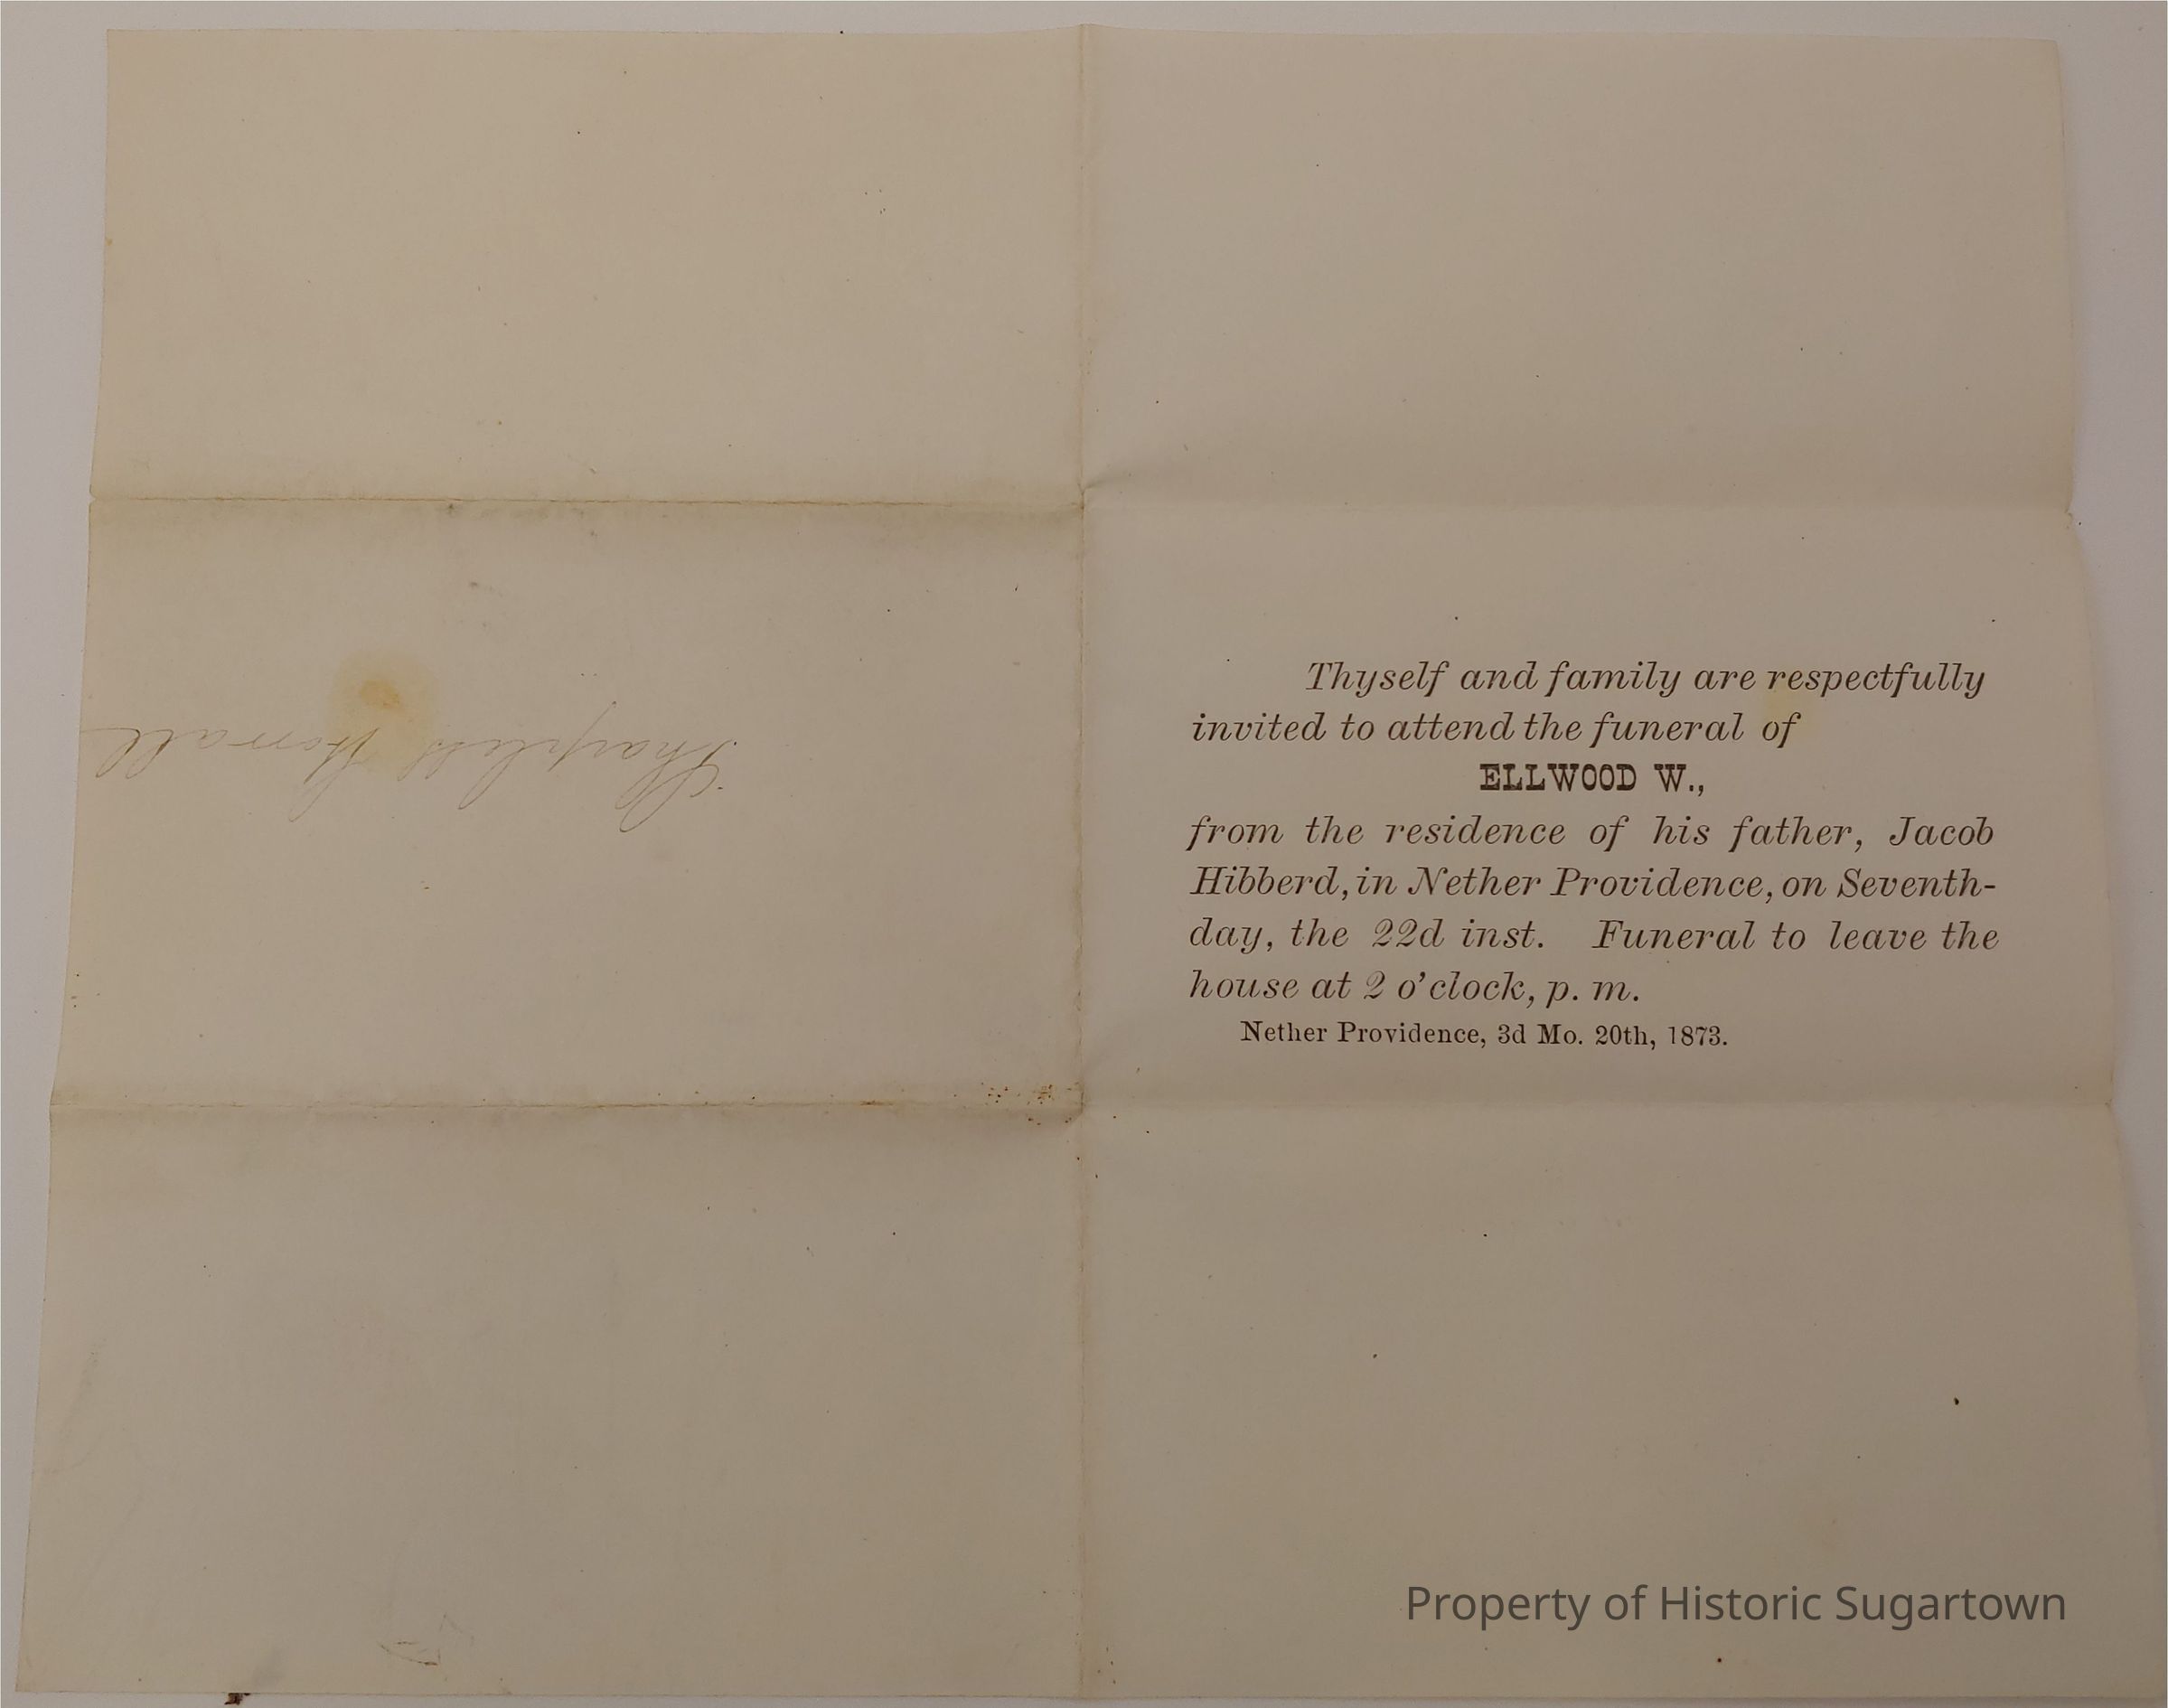 Sharpless Worrall
Thyself and family are respectfully
invited to attend the funeral of
ELLWOOD W.,
from the residence of his father, Jacob
Hibberd, in Nether Providence, on Seventh-
day, the 22d inst. Funeral to leave the
house at 2 o'clock, p. m.
Nether Providence, 3d Mo. 20th, 1873.
Property of Historic Sugartown